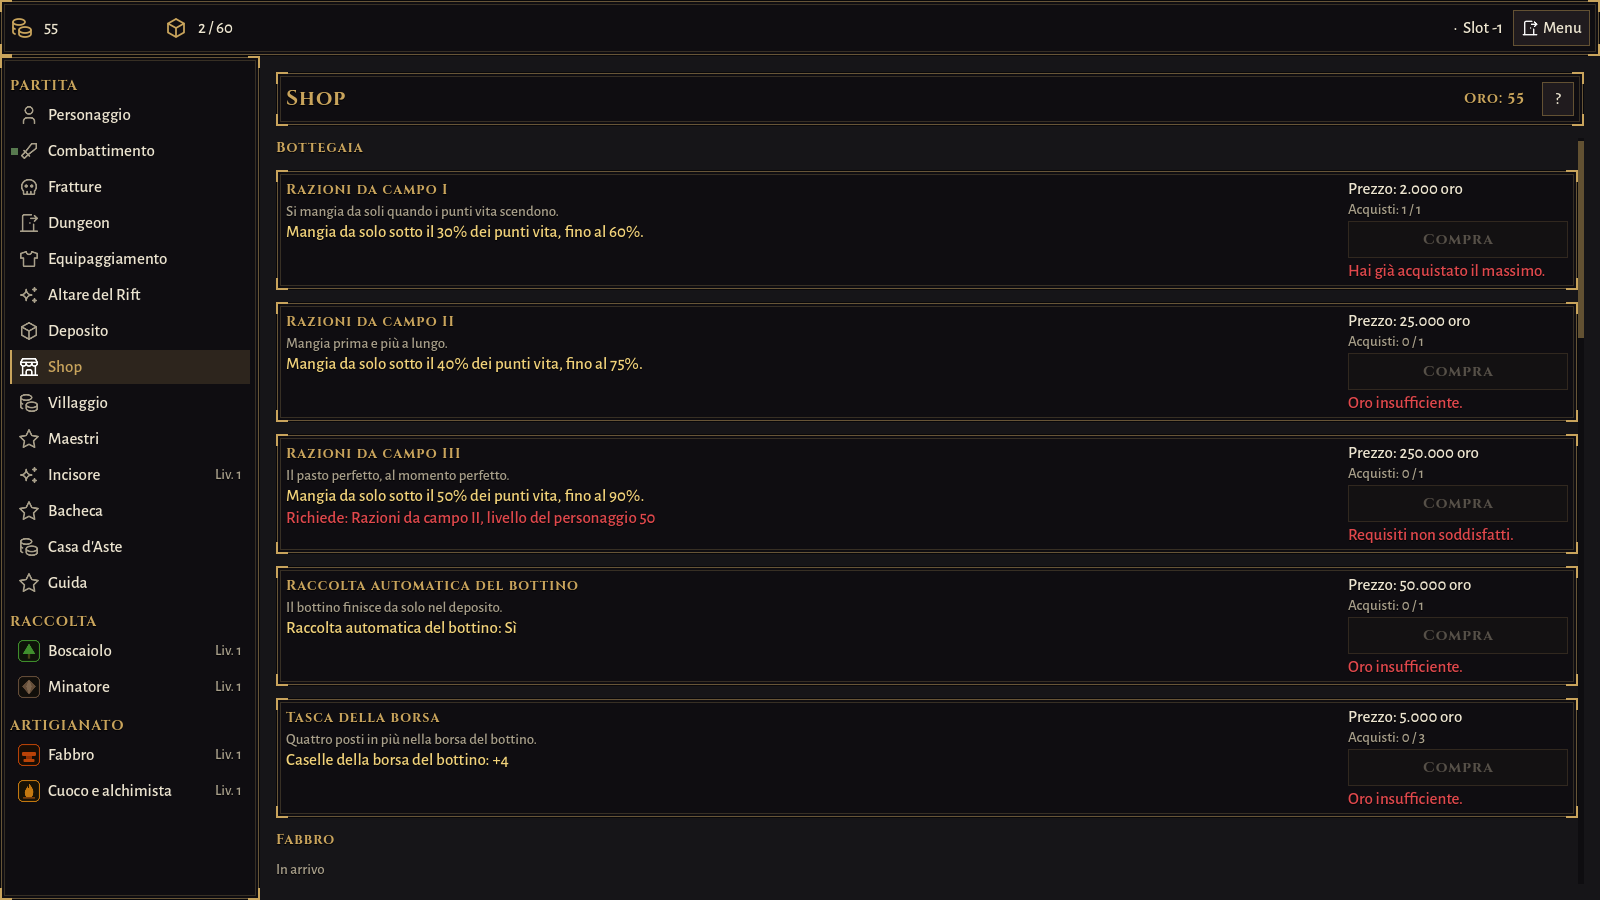 55
2 / 60
· Slot -1
Menu
PARTITA
Personaggio
Combattimento
Fratture
Dungeon
Equipaggiamento
Altare del Rift
Deposito
Shop
Villaggio
Maestri
Incisore Liv. 1
Bacheca
Casa d'Aste
Guida
RACCOLTA
Boscaiolo Liv. 1
Minatore Liv. 1
ARTIGIANATO
Fabbro Liv. 1
Cuoco e alchimista Liv. 1
Shop
Oro: 55
?
Bottegaia
Razioni da campo I
Si mangia da soli quando i punti vita scendono.
Mangia da solo sotto il 30% dei punti vita, fino al 60%.
Prezzo: 2.000 oro
Acquisti: 1 / 1
Compra
Hai già acquistato il massimo.
Razioni da campo II
Mangia prima e più a lungo.
Mangia da solo sotto il 40% dei punti vita, fino al 75%.
Prezzo: 25.000 oro
Acquisti: 0 / 1
Compra
Oro insufficiente.
Razioni da campo III
Il pasto perfetto, al momento perfetto.
Mangia da solo sotto il 50% dei punti vita, fino al 90%.
Richiede: Razioni da campo II, livello del personaggio 50
Prezzo: 250.000 oro
Acquisti: 0 / 1
Compra
Requisiti non soddisfatti.
Raccolta automatica del bottino
Il bottino finisce da solo nel deposito.
Raccolta automatica del bottino: Sì
Prezzo: 50.000 oro
Acquisti: 0 / 1
Compra
Oro insufficiente.
Tasca della borsa
Quattro posti in più nella borsa del bottino.
Caselle della borsa del bottino: +4
Prezzo: 5.000 oro
Acquisti: 0 / 3
Compra
Oro insufficiente.
Fabbro
In arrivo